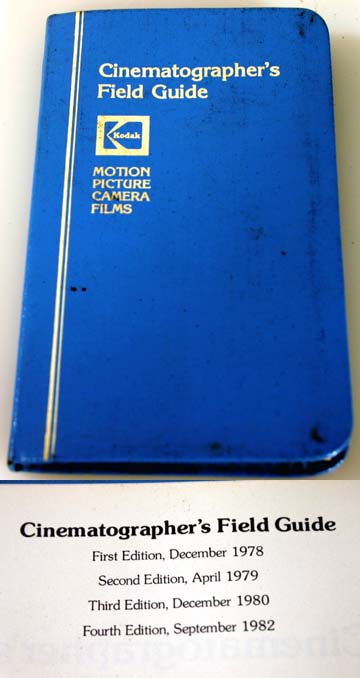 Cinematographer's
Field Guide
Kodak
MOTION
PICTURE
CAMERA
FILMS
Cinematographer's Field Guide
First Edition, December 1978
Second Edition, April 1979
Third Edition, December 1980
Fourth Edition, September 1982